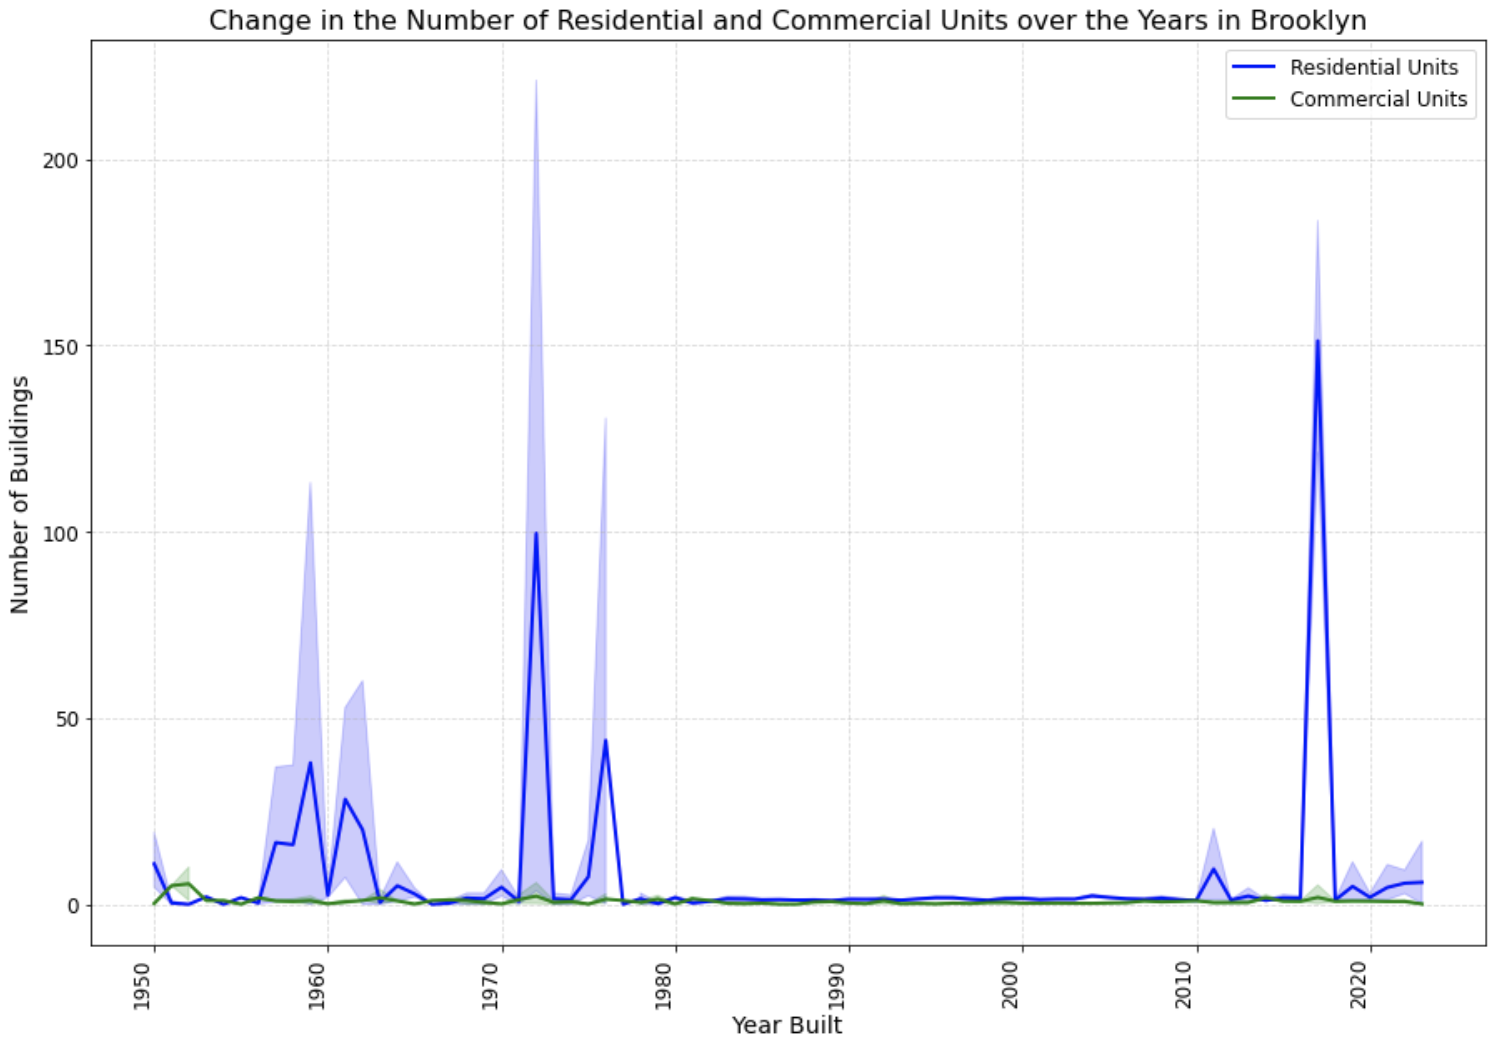 Change in the Number of Residential and Commercial Units over the Years in Brooklyn
Residential Units
Commercial Units
Number of Buildings
200
150
100
50
0
1950
1960
1970
1980
1990
2000
2010
2020
Year Built